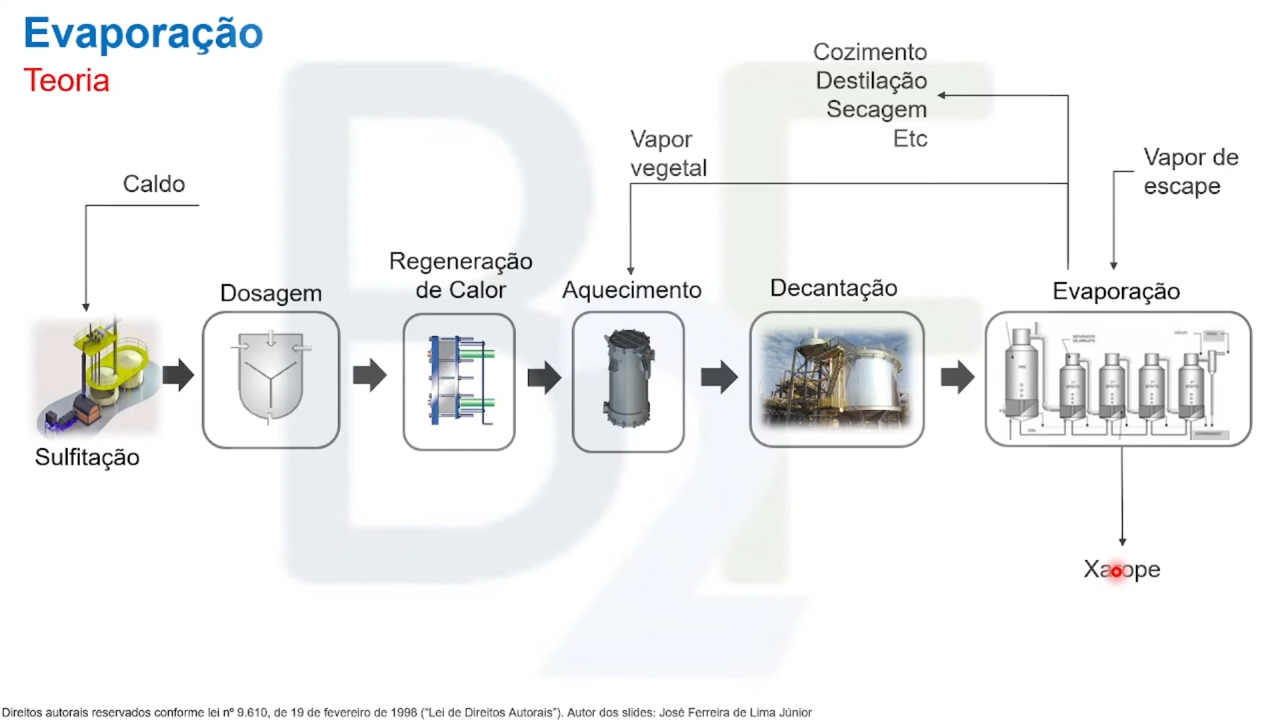 Evaporação
Teoria
Cozimento
Destilação
Secagem
Etc
Vapor
vegetal
Vapor de
escape
Caldo
Regeneração
de Calor
Dosagem
Aquecimento
Decantação
Evaporação
Sulfitação
Xarope
Direitos autorais reservados conforme lei nº 9.610, de 19 de fevereiro de 1998 (“Lei de Direitos Autorais”). Autor dos slides: José Ferreira de Lima Júnior